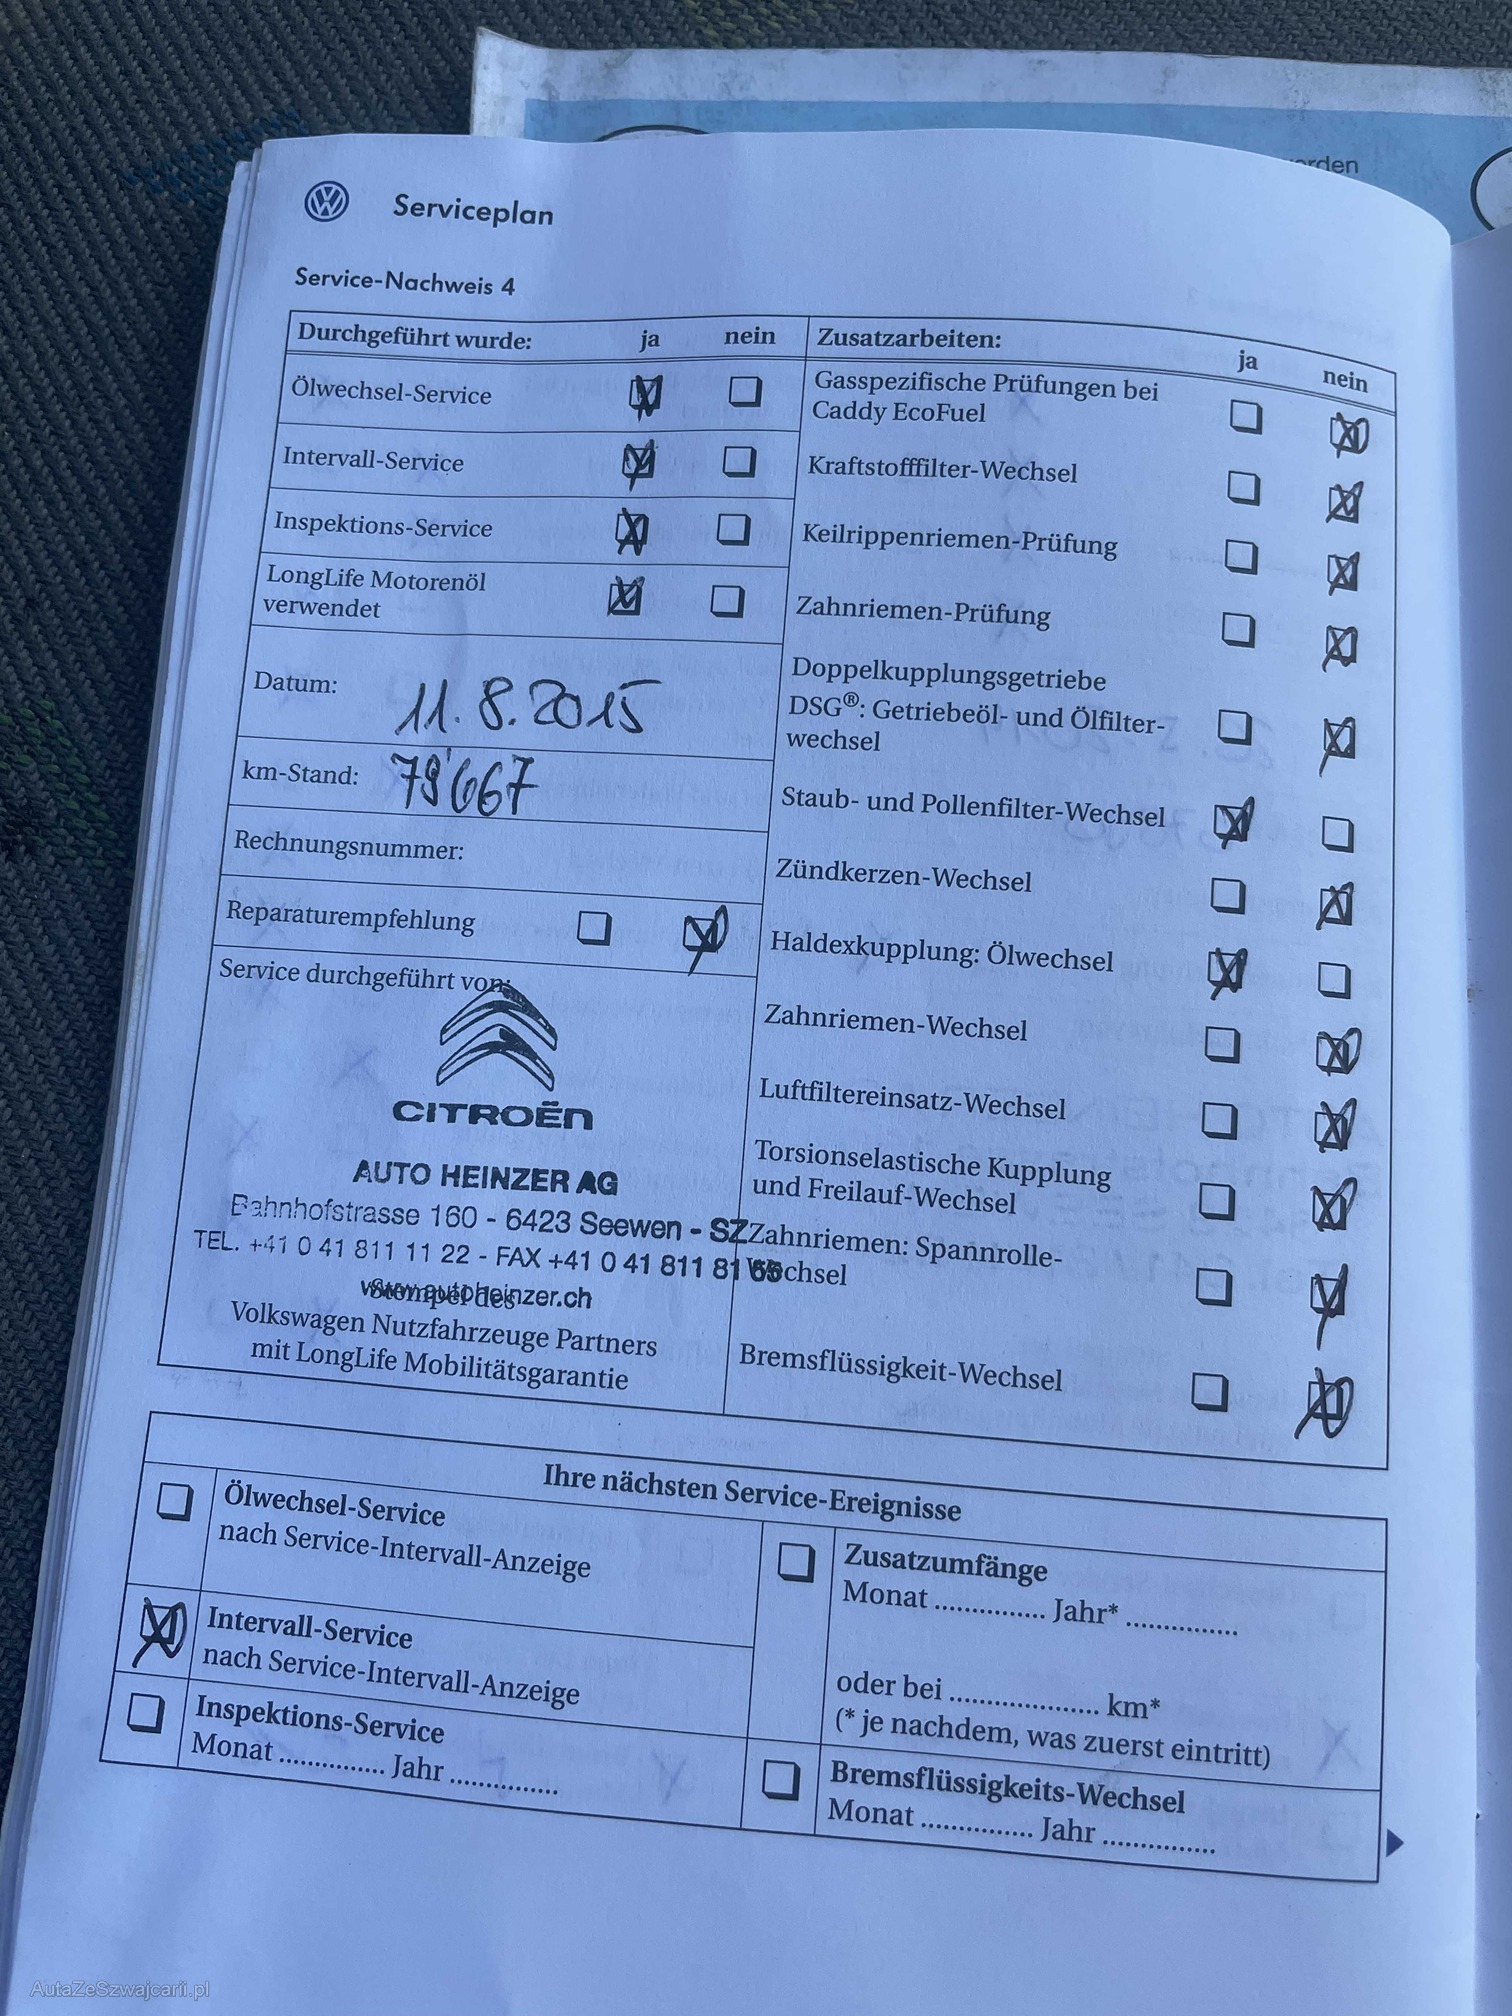 orden
Serviceplan
Service-Nachweis 4
Durchgeführt wurde: ja nein
Ölwechsel-Service
Intervall-Service
Inspektions-Service
LongLife Motorenöl
verwendet
Datum: 11.8.2015
km-Stand: 79'667
Rechnungsnummer:
Reparaturempfehlung
Service durchgeführt von:
CITROËN
AUTO HEINZER AG
Bahnhofstrasse 160 - 6423 Seewen - SZ
TEL. +41 0 41 811 11 22 - FAX +41 0 41 811 81 65
www.autoheinzer.ch
Stempel des
Volkswagen Nutzfahrzeuge Partners
mit LongLife Mobilitätsgarantie
Zusatzarbeiten: ja nein
Gasspezifische Prüfungen bei
Caddy EcoFuel
Kraftstofffilter-Wechsel
Keilrippenriemen-Prüfung
Zahnriemen-Prüfung
Doppelkupplungsgetriebe
DSG®: Getriebeöl- und Ölfilter-
wechsel
Staub- und Pollenfilter-Wechsel
Zündkerzen-Wechsel
Haldexkupplung: Ölwechsel
Zahnriemen-Wechsel
Luftfiltereinsatz-Wechsel
Torsionselastische Kupplung
und Freilauf-Wechsel
Zahnriemen: Spannrolle-
Wechsel
Bremsflüssigkeit-Wechsel
Ihre nächsten Service-Ereignisse
Ölwechsel-Service
nach Service-Intervall-Anzeige
Intervall-Service
nach Service-Intervall-Anzeige
Inspektions-Service
Monat ............... Jahr ...............
Zusatzumfänge
Monat ............... Jahr* ...............
oder bei .................... km*
(* je nachdem, was zuerst eintritt)
Bremsflüssigkeits-Wechsel
Monat ............... Jahr ...............
AutaZeSzwajcarii.pl